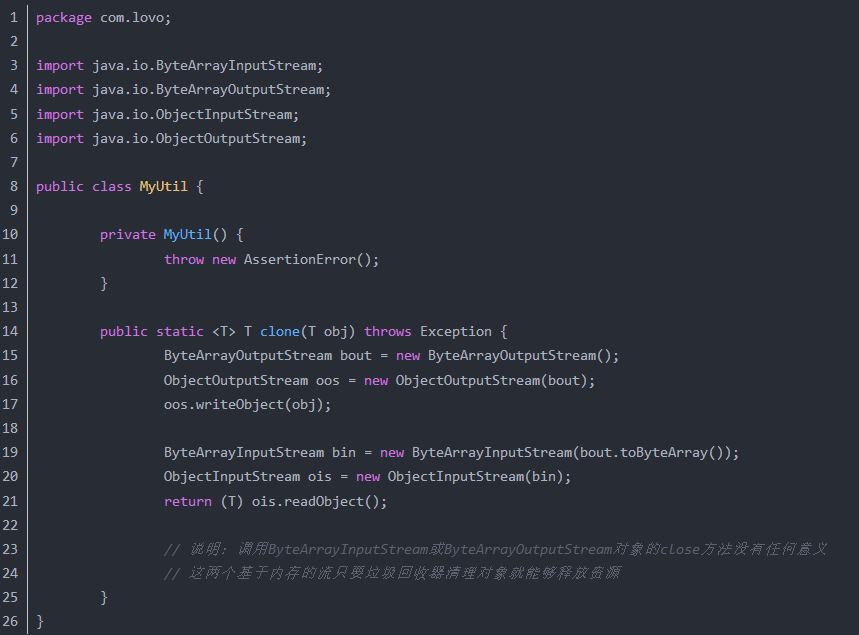 1 package com.lovo;
2
3 import java.io.ByteArrayInputStream;
4 import java.io.ByteArrayOutputStream;
5 import java.io.ObjectInputStream;
6 import java.io.ObjectOutputStream;
7
8 public class MyUtil {
9
10         private MyUtil() {
11                 throw new AssertionError();
12         }
13
14         public static <T> T clone(T obj) throws Exception {
15                 ByteArrayOutputStream bout = new ByteArrayOutputStream();
16                 ObjectOutputStream oos = new ObjectOutputStream(bout);
17                 oos.writeObject(obj);
18
19                 ByteArrayInputStream bin = new ByteArrayInputStream(bout.toByteArray());
20                 ObjectInputStream ois = new ObjectInputStream(bin);
21                 return (T) ois.readObject();
22
23                 // 说明: 调用ByteArrayInputStream或ByteArrayOutputStream对象的close方法没有任何意义
24                 // 这两个基于内存的流只要垃圾回收器清理对象就能够释放资源
25         }
26 }